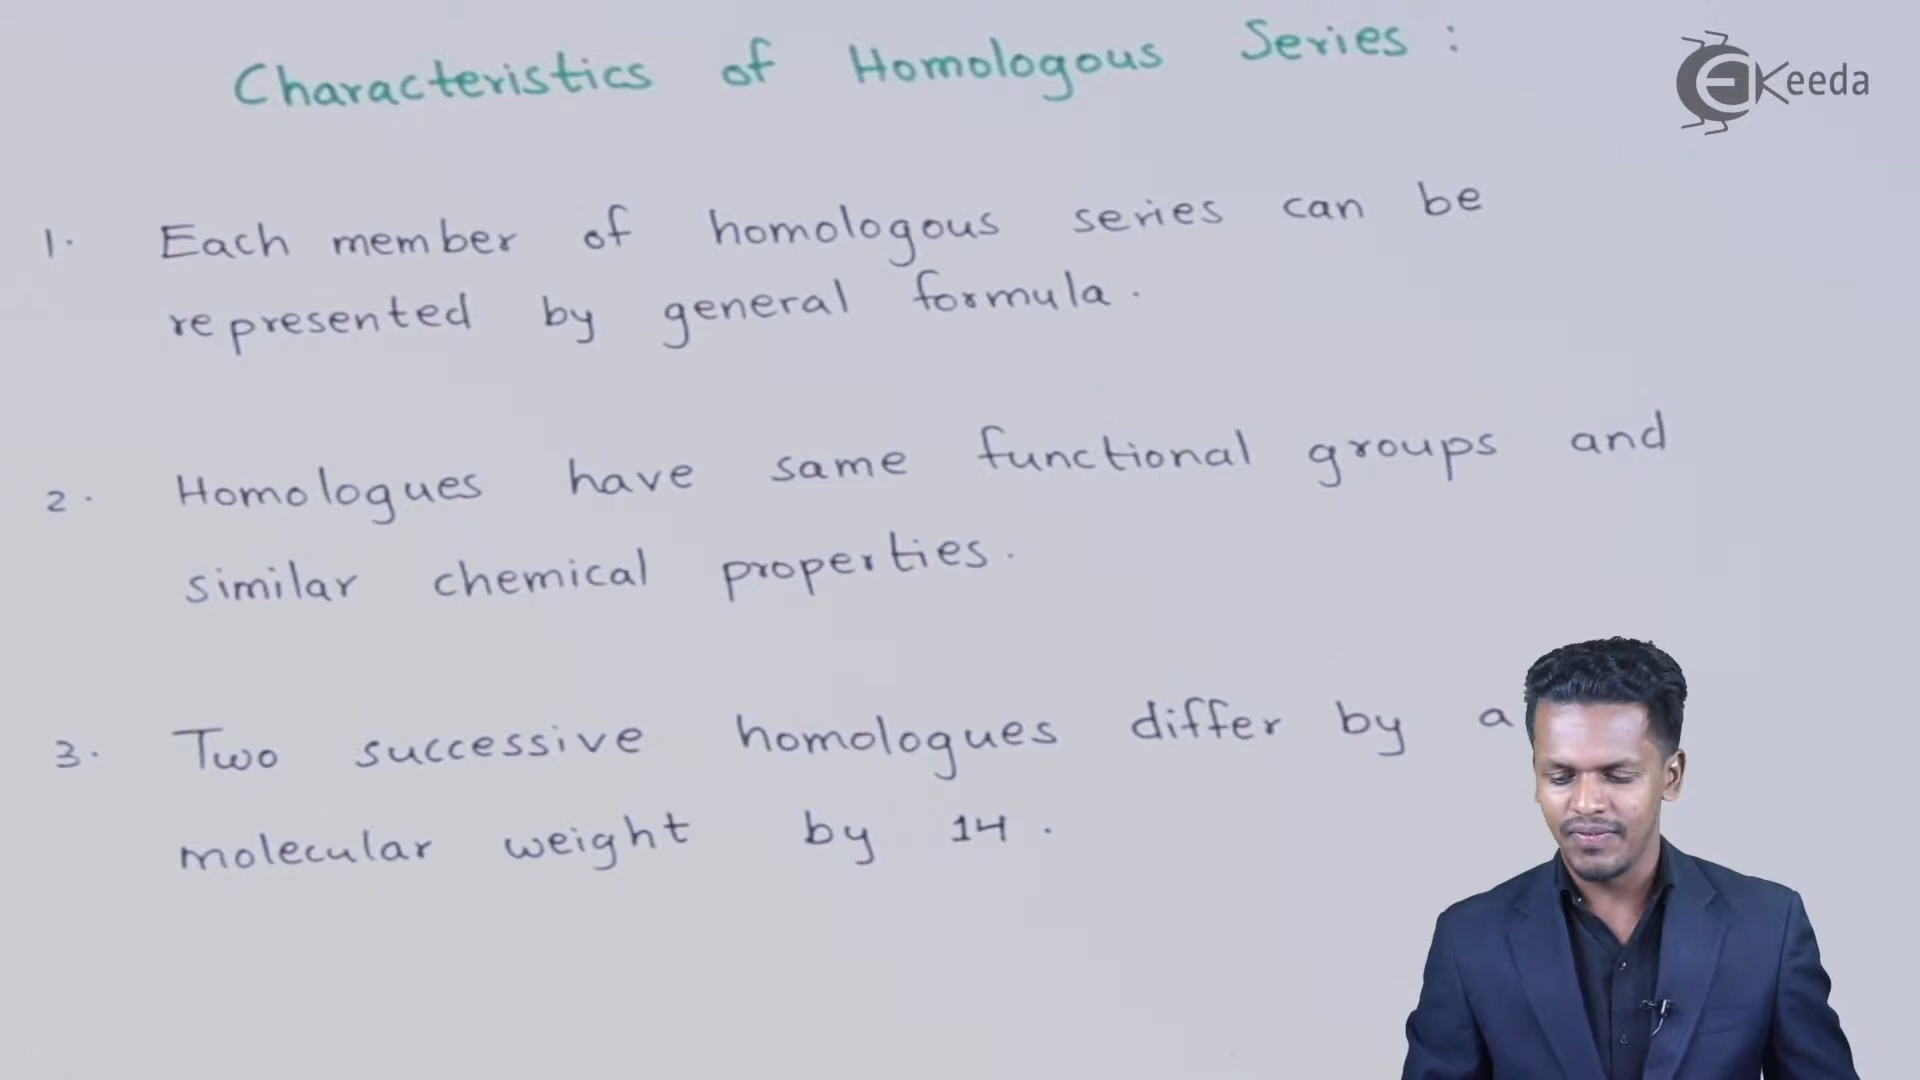 Characteristics of Homologous Series :
Keeda
1. Each member of homologous series can be
represented by general formula.
2. Homologues have same functional groups and
similar chemical properties.
3. Two successive homologues differ by a
molecular weight by 14.